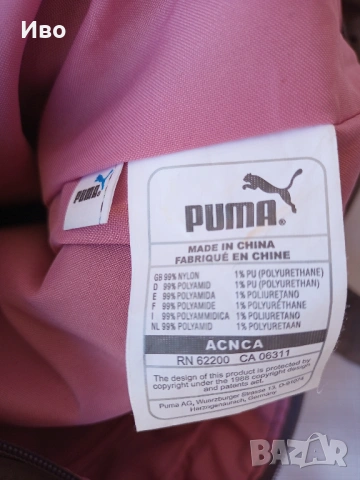 Иво
PUMA
PUMA®
MADE IN CHINA
FABRIQUÉ EN CHINE
GB 99% NYLON 1% PU (POLYURETHANE)
D 99% POLYAMID 1% PU (POLYURETHAN)
E 99% POLYAMIDA 1% POLIURETANO
F 99% POLYAMIDE 1% POLYURÉTHANE
I 99% POLYAMMIDICA 1% POLIURETANO
NL 99% POLYAMID 1% POLYURETAAN
ACNCA
RN 62200 CA 06311
The design of this product is protected
under the 1988 copyright design
and patents act.
Puma AG, Wuerzburger Strasse 13, D-91074
Herzogenaurach, Germany
BAZAR
bg